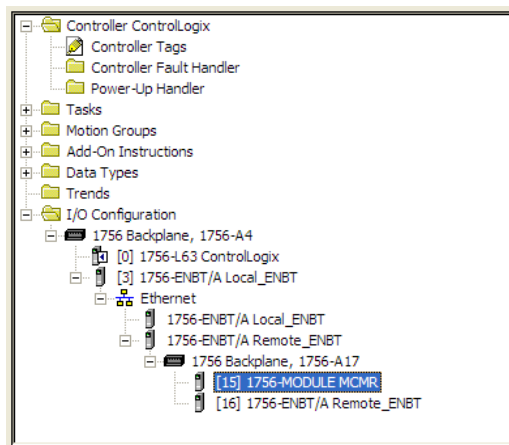 Controller ControlLogix
Controller Tags
Controller Fault Handler
Power-Up Handler
Tasks
Motion Groups
Add-On Instructions
Data Types
Trends
I/O Configuration
1756 Backplane, 1756-A4
[0] 1756-L63 ControlLogix
[3] 1756-ENBT/A Local_ENBT
Ethernet
1756-ENBT/A Local_ENBT
1756-ENBT/A Remote_ENBT
1756 Backplane, 1756-A17
[15] 1756-MODULE MCMR
[16] 1756-ENBT/A Remote_ENBT